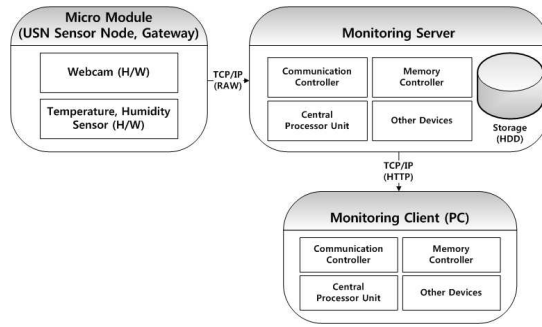 Micro Module
(USN Sensor Node, Gateway)
Webcam (H/W)
Temperature, Humidity
Sensor (H/W)
TCP/IP
(RAW)
Monitoring Server
Communication
Controller
Memory
Controller
Central
Processor Unit
Other Devices
Storage
(HDD)
TCP/IP
(HTTP)
Monitoring Client (PC)
Communication
Controller
Memory
Controller
Central
Processor Unit
Other Devices